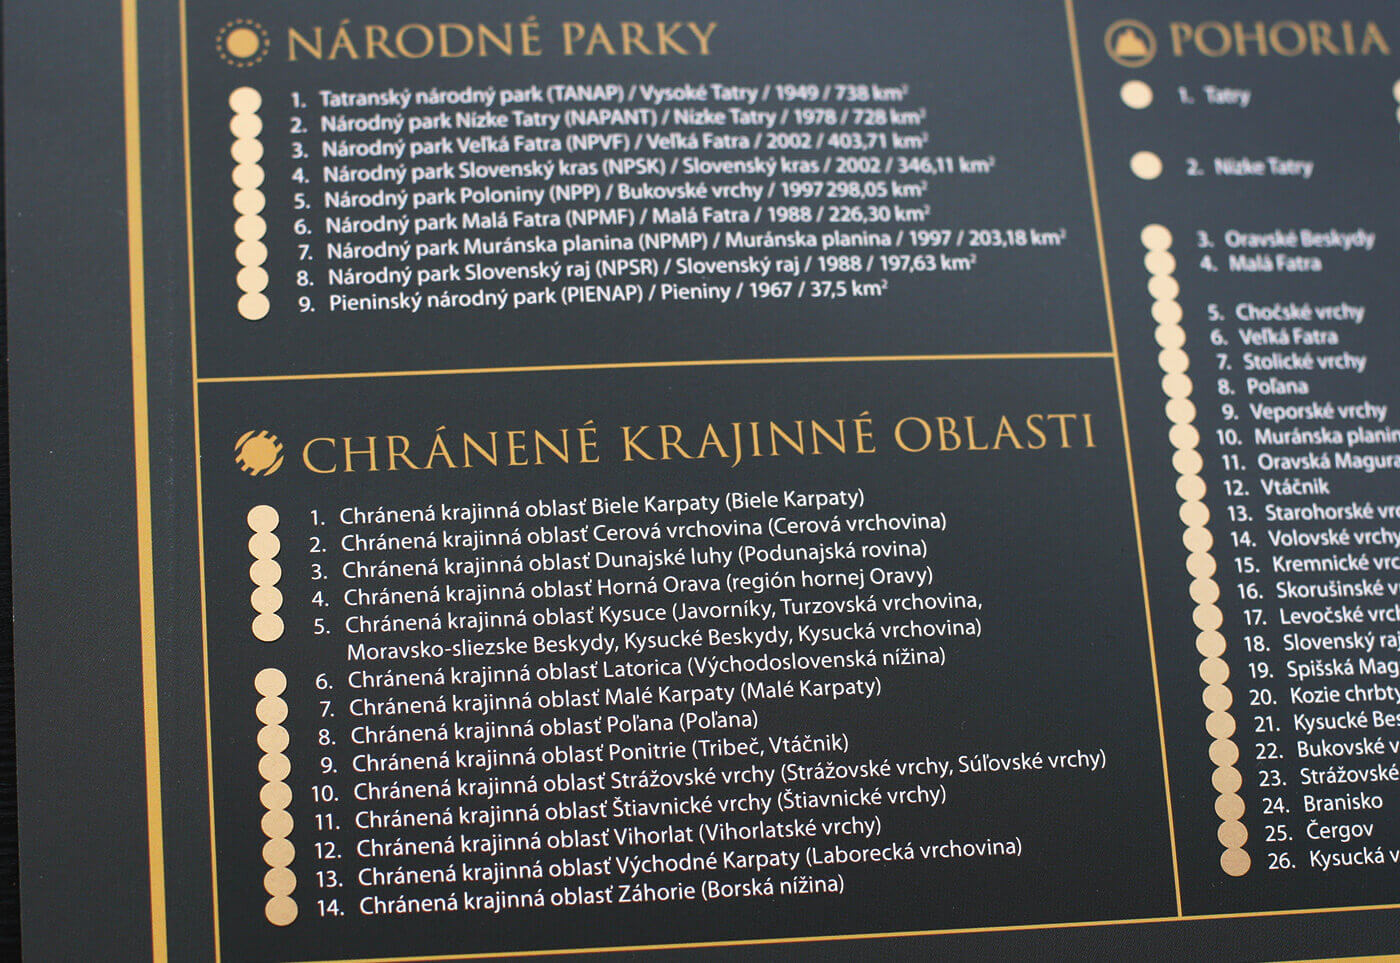 NÁRODNÉ PARKY
1. Tatranský národný park (TANAP) / Vysoké Tatry / 1949 / 738 km²
2. Národný park Nízke Tatry (NAPANT) / Nízke Tatry / 1978 / 728 km²
3. Národný park Veľká Fatra (NPVF) / Veľká Fatra / 2002 / 403,71 km²
4. Národný park Slovenský kras (NPSK) / Slovenský kras / 2002 / 346,11 km²
5. Národný park Poloniny (NPP) / Bukovské vrchy / 1997 298,05 km²
6. Národný park Malá Fatra (NPMF) / Malá Fatra / 1988 / 226,30 km²
7. Národný park Muránska planina (NPMP) / Muránska planina / 1997 / 203,18 km²
8. Národný park Slovenský raj (NPSR) / Slovenský raj / 1988 / 197,63 km²
9. Pieninský národný park (PIENAP) / Pieniny / 1967 / 37,5 km²
CHRÁNENÉ KRAJINNÉ OBLASTI
1. Chránená krajinná oblasť Biele Karpaty (Biele Karpaty)
2. Chránená krajinná oblasť Cerová vrchovina (Cerová vrchovina)
3. Chránená krajinná oblasť Dunajské luhy (Podunajská rovina)
4. Chránená krajinná oblasť Horná Orava (región hornej Oravy)
5. Chránená krajinná oblasť Kysuce (Javorníky, Turzovská vrchovina,
Moravsko-sliezske Beskydy, Kysucké Beskydy, Kysucká vrchovina)
6. Chránená krajinná oblasť Latorica (Východoslovenská nížina)
7. Chránená krajinná oblasť Malé Karpaty (Malé Karpaty)
8. Chránená krajinná oblasť Poľana (Poľana)
9. Chránená krajinná oblasť Ponitrie (Tribeč, Vtáčnik)
10. Chránená krajinná oblasť Strážovské vrchy (Strážovské vrchy, Súľovské vrchy)
11. Chránená krajinná oblasť Štiavnické vrchy (Štiavnické vrchy)
12. Chránená krajinná oblasť Vihorlat (Vihorlatské vrchy)
13. Chránená krajinná oblasť Východné Karpaty (Laborecká vrchovina)
14. Chránená krajinná oblasť Záhorie (Borská nížina)
POHORIA
1. Tatry
2. Nízke Tatry
3. Oravské Beskydy
4. Malá Fatra
5. Chočské vrchy
6. Veľká Fatra
7. Stolické vrchy
8. Poľana
9. Veporské vrchy
10. Muránska planin
11. Oravská Magura
12. Vtáčnik
13. Starohorské vr
14. Volovské vrchy
15. Kremnické vrc
16. Skorušinské v
17. Levočské vrch
18. Slovenský raj
19. Spišská Mag
20. Kozie chrbty
21. Kysucké Bes
22. Bukovské v
23. Strážovské
24. Branisko
25. Čergov
26. Kysucká v